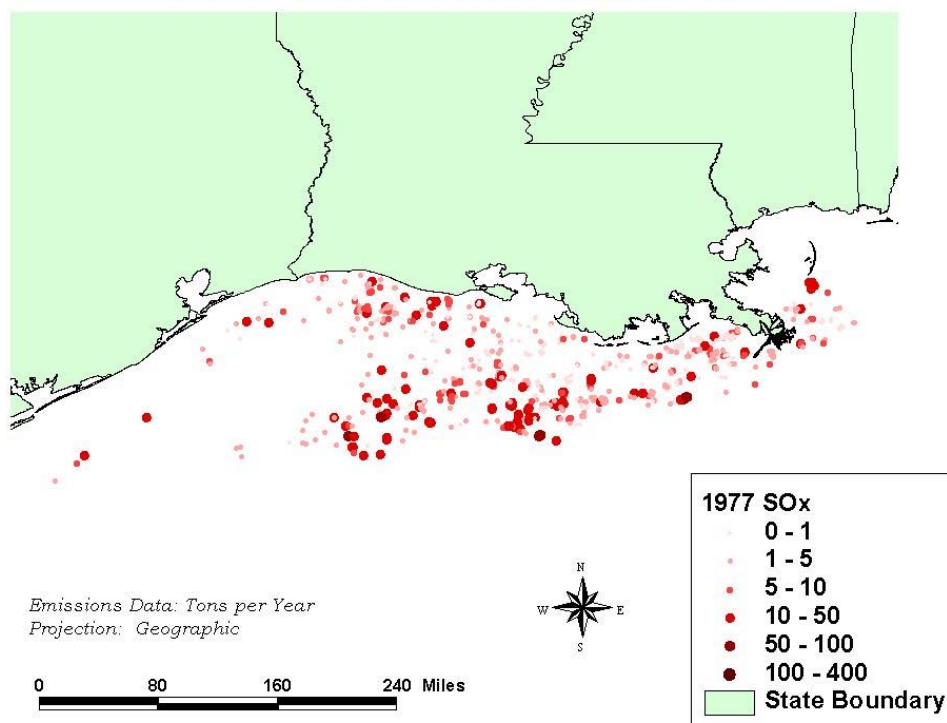 1977 SOx
0 - 1
1 - 5
5 - 10
10 - 50
50 - 100
100 - 400
State Boundary
N
W E
S
Emissions Data: Tons per Year
Projection: Geographic
0 80 160 240 Miles